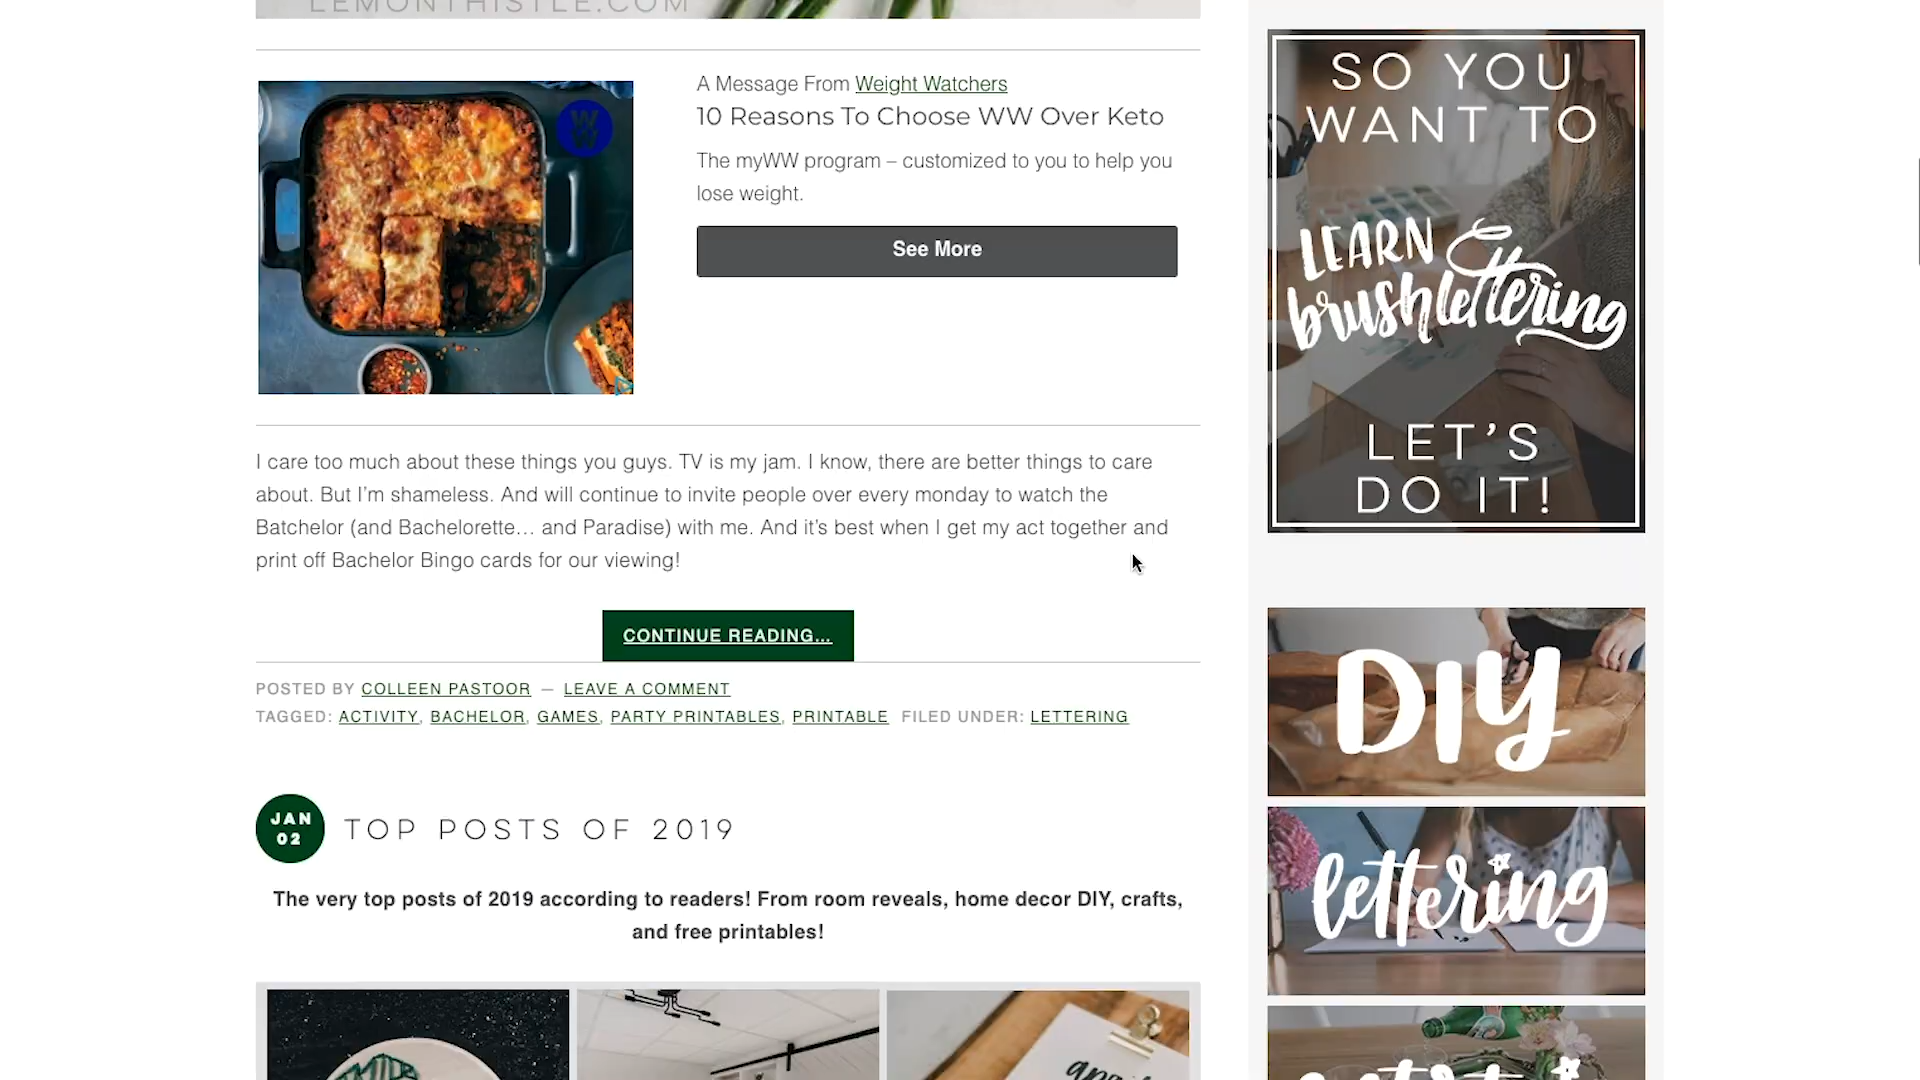 LEMONTHISTLE.COM
A Message From Weight Watchers
10 Reasons To Choose WW Over Keto
The myWW program – customized to you to help you
lose weight.
See More
W
W
I care too much about these things you guys. TV is my jam. I know, there are better things to care
about. But I'm shameless. And will continue to invite people over every monday to watch the
Batchelor (and Bachelorette… and Paradise) with me. And it's best when I get my act together and
print off Bachelor Bingo cards for our viewing!
CONTINUE READING...
POSTED BY COLLEEN PASTOOR — LEAVE A COMMENT
TAGGED: ACTIVITY, BACHELOR, GAMES, PARTY PRINTABLES, PRINTABLE FILED UNDER: LETTERING
JAN
02
TOP POSTS OF 2019
The very top posts of 2019 according to readers! From room reveals, home decor DIY, crafts,
and free printables!
SO YOU
WANT TO
LEARN
brushlettering
LET'S
DO IT!
DIY
lettering